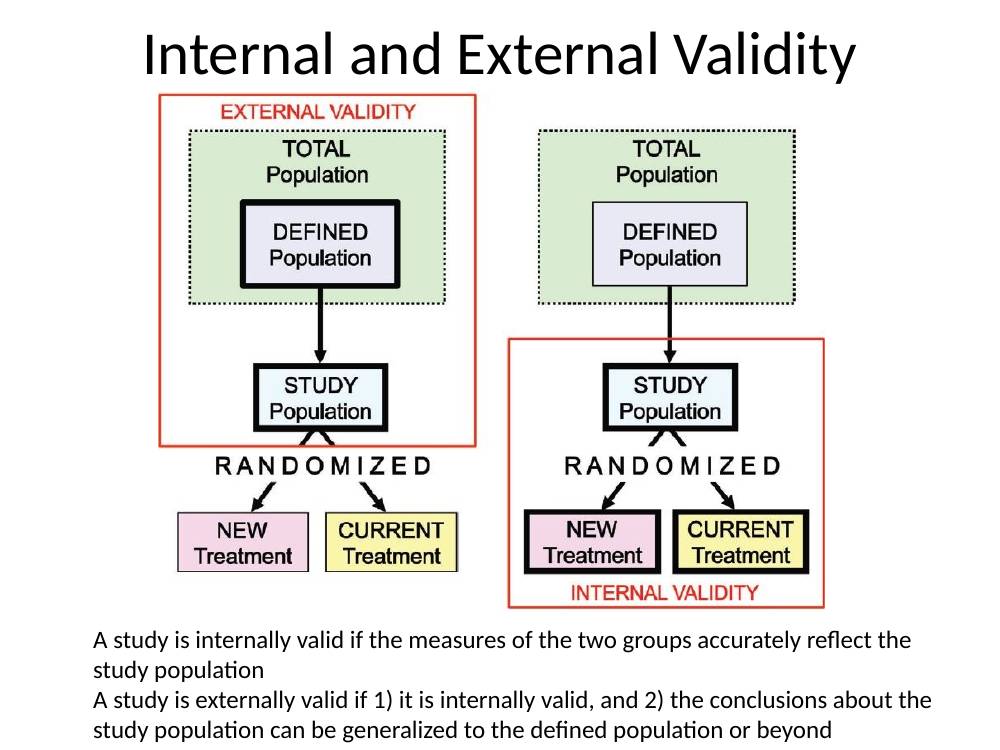 Internal and External Validity
EXTERNAL VALIDITY
TOTAL
Population
DEFINED
Population
STUDY
Population
RANDOMIZED
NEW
Treatment
CURRENT
Treatment
TOTAL
Population
DEFINED
Population
STUDY
Population
RANDOMIZED
NEW
Treatment
CURRENT
Treatment
INTERNAL VALIDITY
A study is internally valid if the measures of the two groups accurately reflect the
study population
A study is externally valid if 1) it is internally valid, and 2) the conclusions about the
study population can be generalized to the defined population or beyond